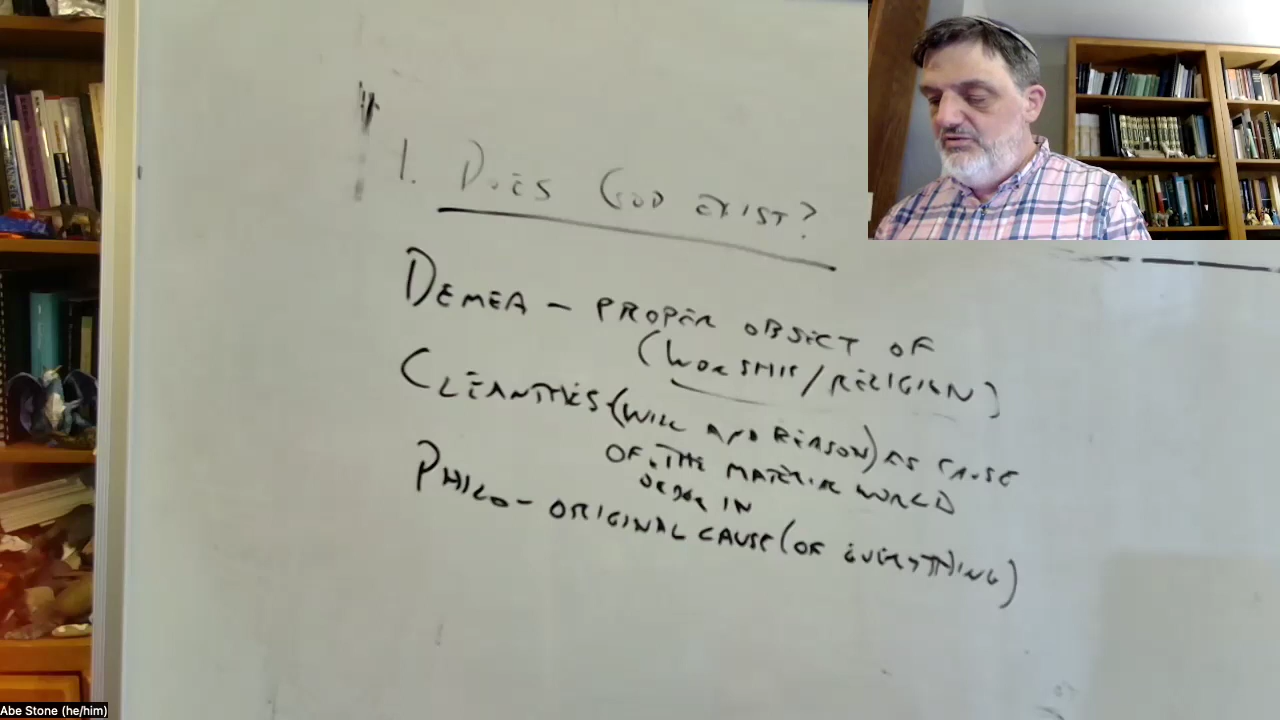 1. DOES GOD EXIST?
DEMEA - PROPER OBJECT OF
(WORSHIP/RELIGION)
CLEANTHES (WILL AND REASON) AS CAUSE
OF THE MATERIAL WORLD
ORDER IN
PHILO - ORIGINAL CAUSE (OF EVERYTHING)
Abe Stone (he/him)